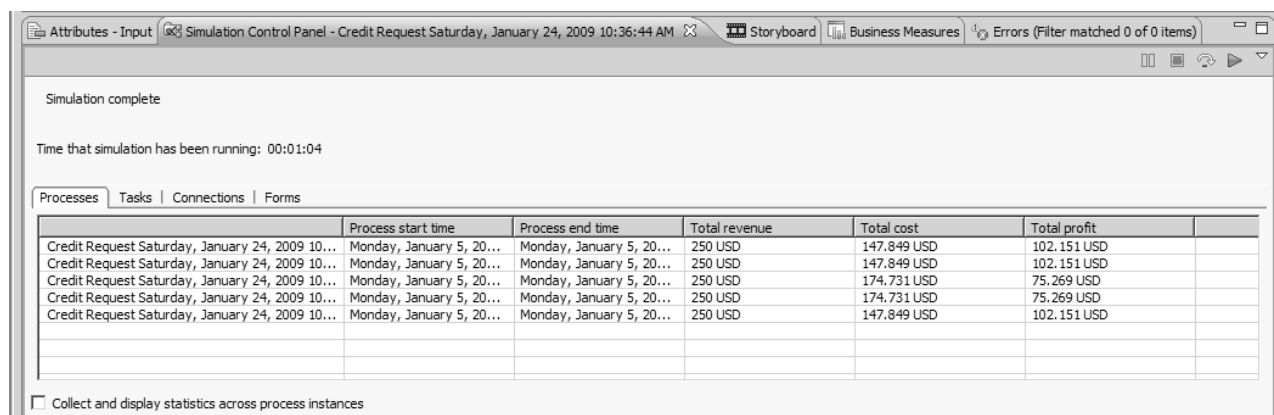 Attributes - Input Simulation Control Panel - Credit Request Saturday, January 24, 2009 10:36:44 AM Storyboard Business Measures Errors (Filter matched 0 of 0 items)
Simulation complete
Time that simulation has been running: 00:01:04
Processes Tasks | Connections | Forms
Process start time Process end time Total revenue Total cost Total profit
Credit Request Saturday, January 24, 2009 10... Monday, January 5, 20... Monday, January 5, 20... 250 USD 147.849 USD 102.151 USD
Credit Request Saturday, January 24, 2009 10... Monday, January 5, 20... Monday, January 5, 20... 250 USD 147.849 USD 102.151 USD
Credit Request Saturday, January 24, 2009 10... Monday, January 5, 20... Monday, January 5, 20... 250 USD 174.731 USD 75.269 USD
Credit Request Saturday, January 24, 2009 10... Monday, January 5, 20... Monday, January 5, 20... 250 USD 174.731 USD 75.269 USD
Credit Request Saturday, January 24, 2009 10... Monday, January 5, 20... Monday, January 5, 20... 250 USD 147.849 USD 102.151 USD
Collect and display statistics across process instances